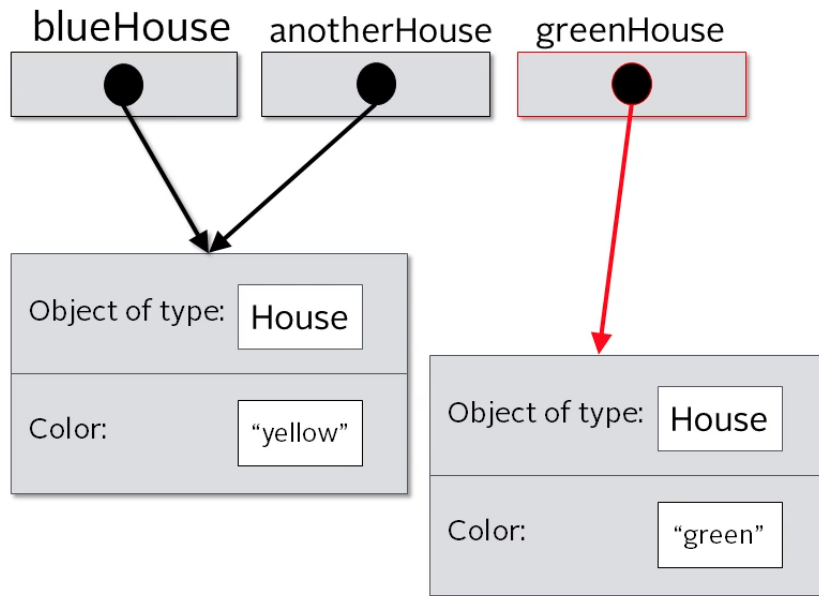 blueHouse
anotherHouse
greenHouse
Object of type: House
Color: “yellow”
Object of type: House
Color: “green”